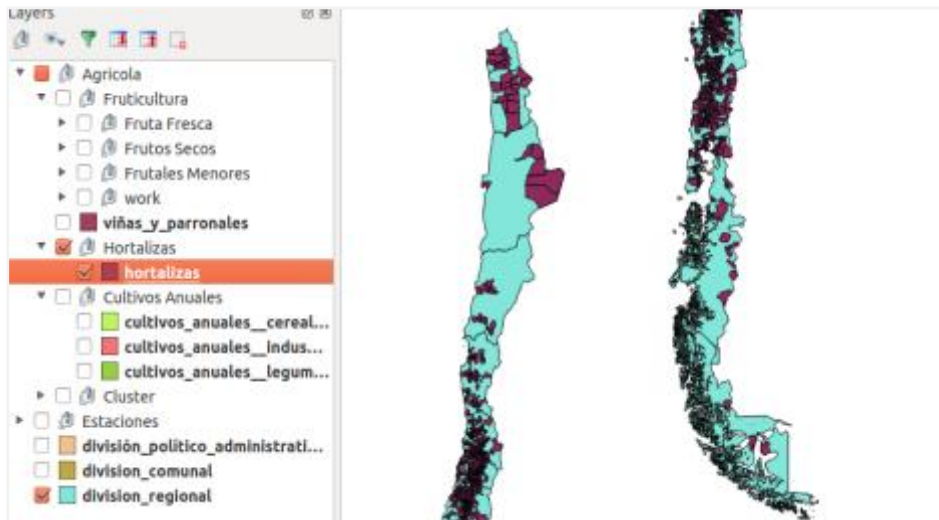 Layers
Agricola
Fruticultura
Fruta Fresca
Frutos Secos
Frutales Menores
work
viñas_y_parronales
Hortalizas
hortalizas
Cultivos Anuales
cultivos_anuales__cereal...
cultivos_anuales__indus...
cultivos_anuales__legum...
Cluster
Estaciones
división_político_administrati...
division_comunal
division_regional